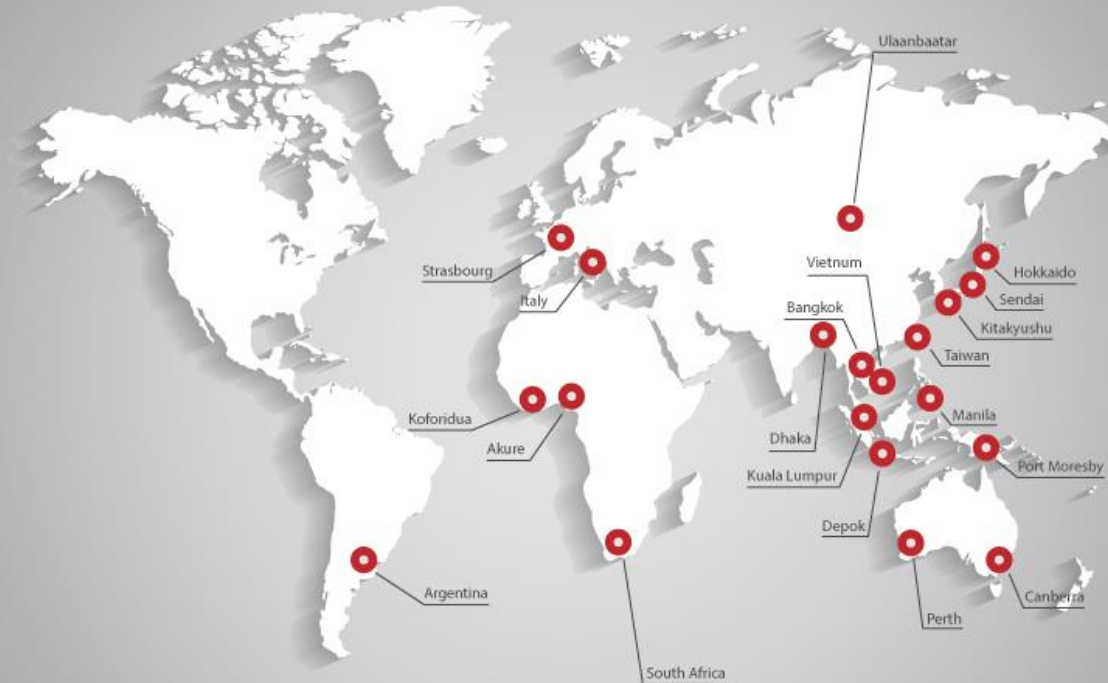 Ulaanbaatar
Strasbourg
Italy
Vietnum
Hokkaido
Bangkok
Sendai
Kitakyushu
Taiwan
Koforidua
Akure
Dhaka
Manila
Kuala Lumpur
Port Moresby
Depok
Argentina
Perth
Canberra
South Africa